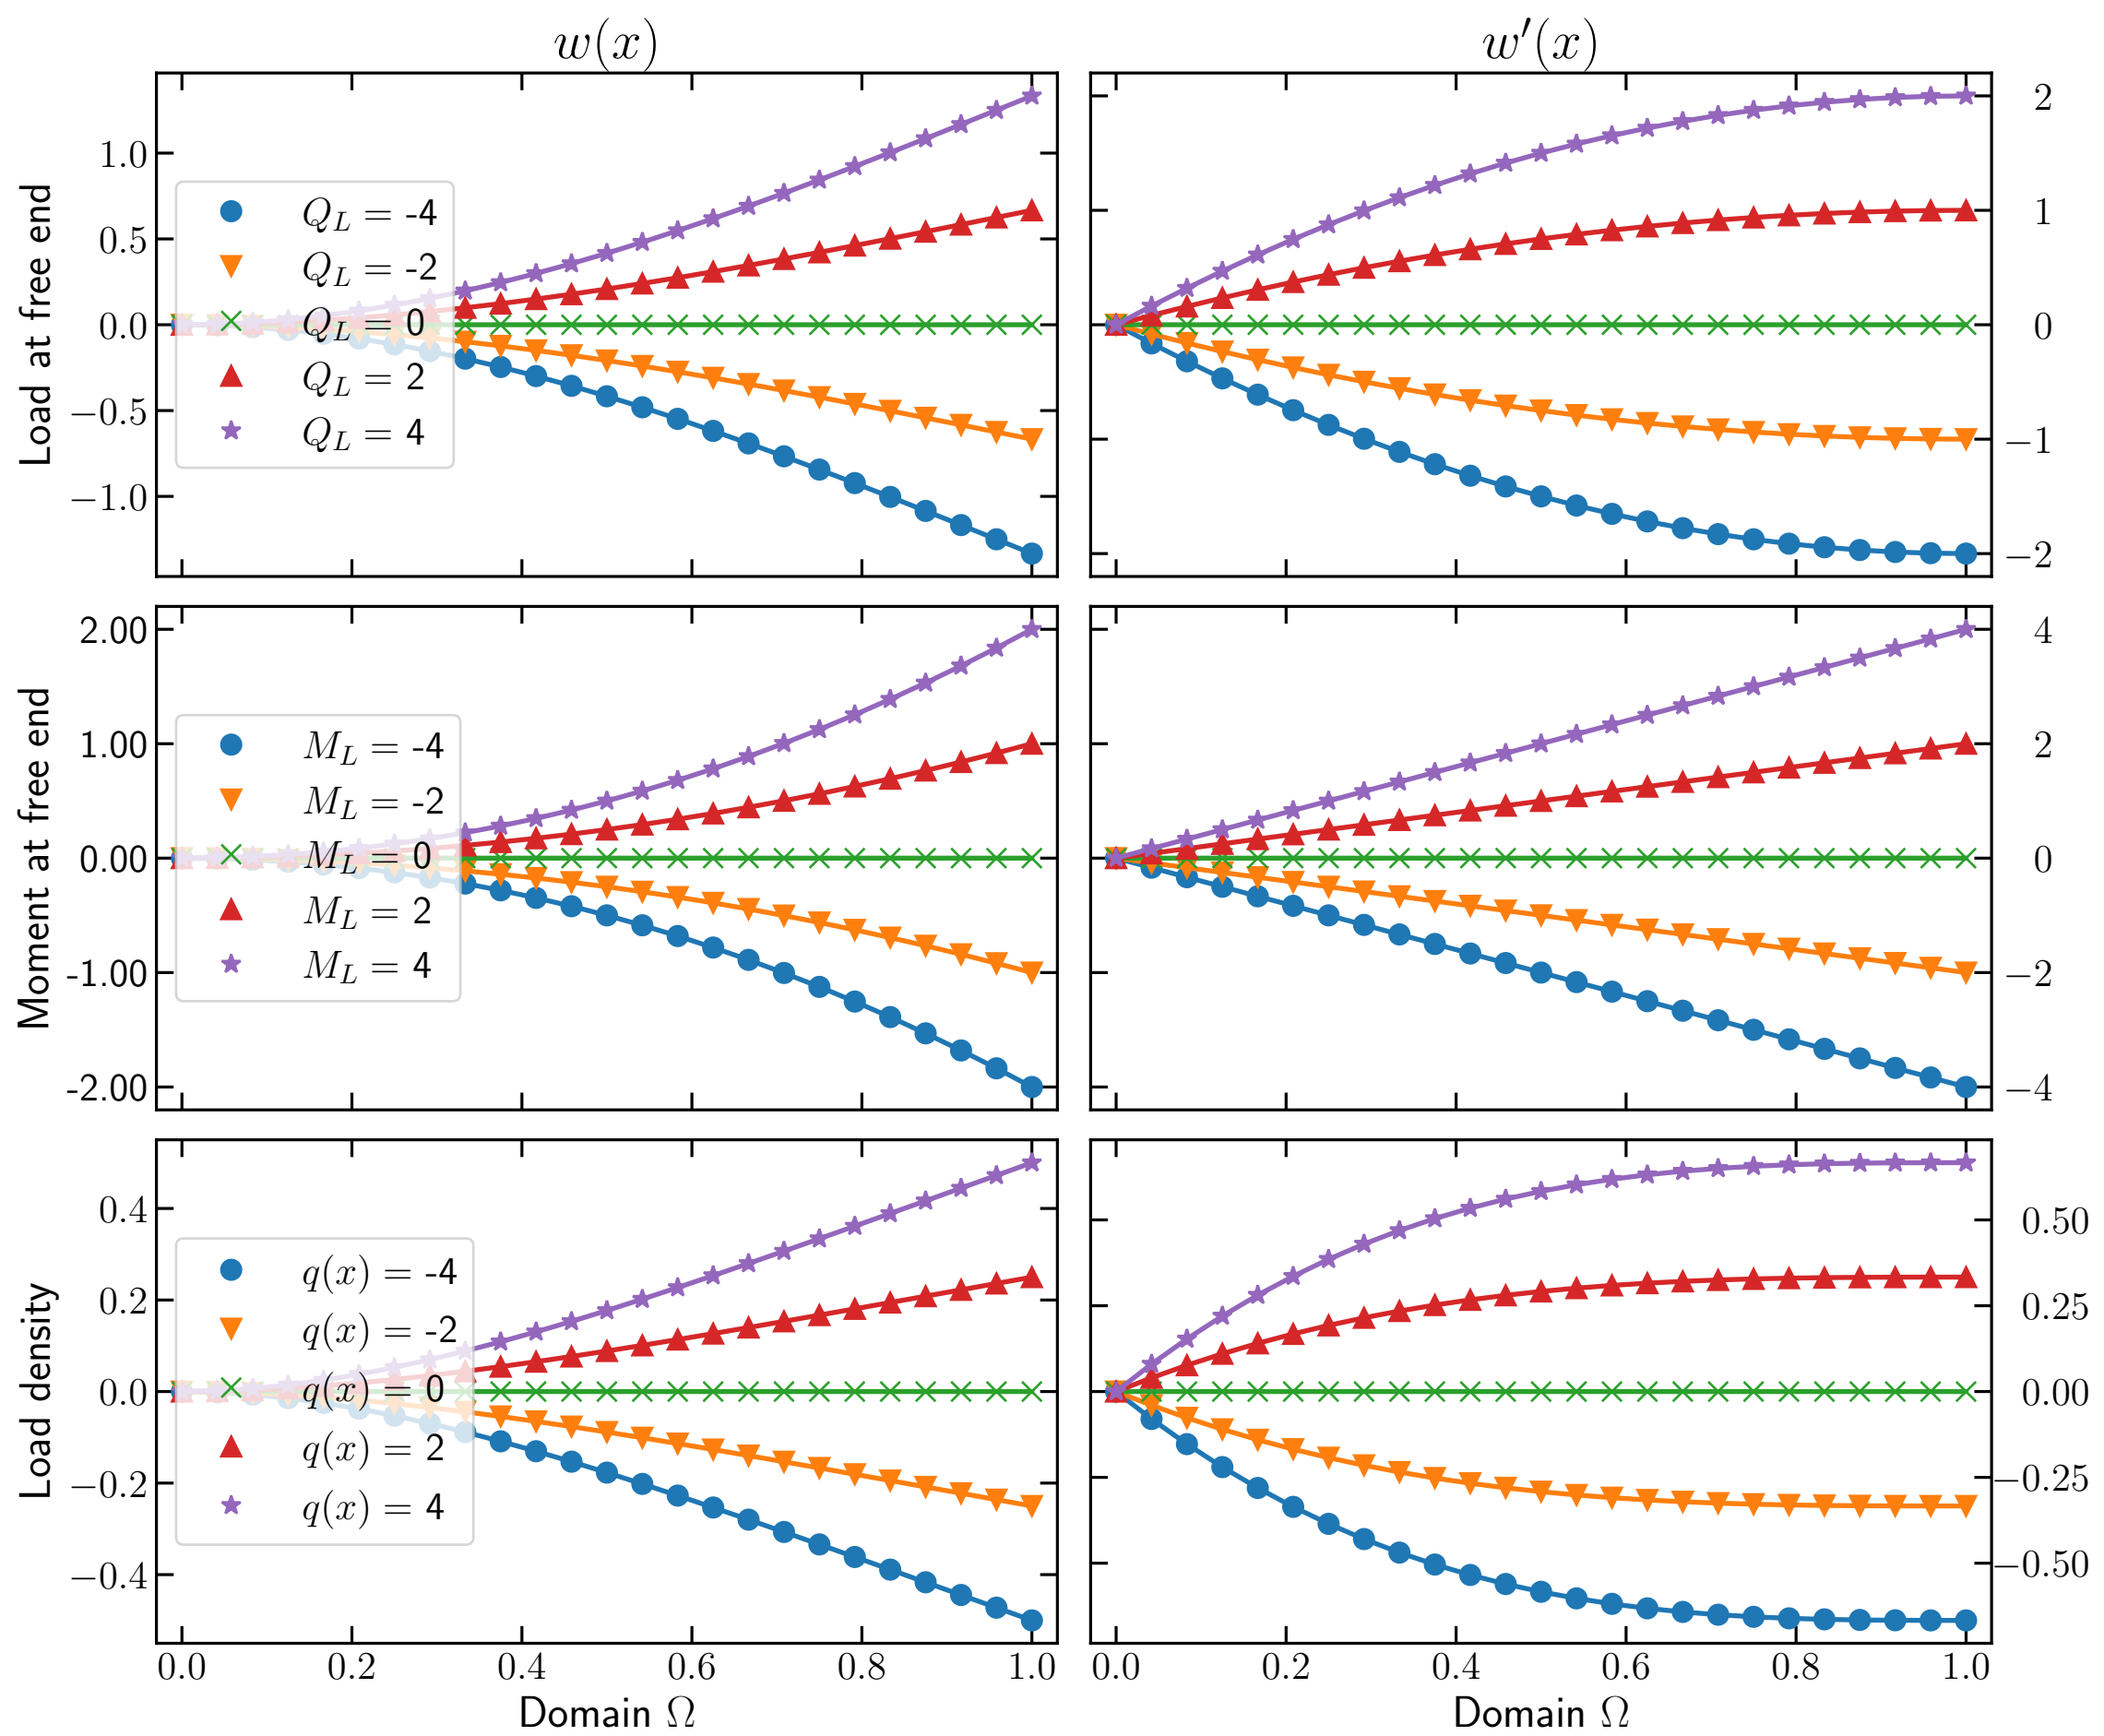 w(x)
w′(x)
Load at free end
1.0
0.5
0.0
−0.5
−1.0
Q_L = -4
Q_L = -2
Q_L = 0
Q_L = 2
Q_L = 4
2
1
0
−1
−2
Moment at free end
2.00
1.00
0.00
-1.00
-2.00
M_L = -4
M_L = -2
M_L = 0
M_L = 2
M_L = 4
4
2
0
−2
−4
Load density
0.4
0.2
0.0
−0.2
−0.4
q(x) = -4
q(x) = -2
q(x) = 0
q(x) = 2
q(x) = 4
0.50
0.25
0.00
−0.25
−0.50
0.0 0.2 0.4 0.6 0.8 1.0
0.0 0.2 0.4 0.6 0.8 1.0
Domain Ω
Domain Ω